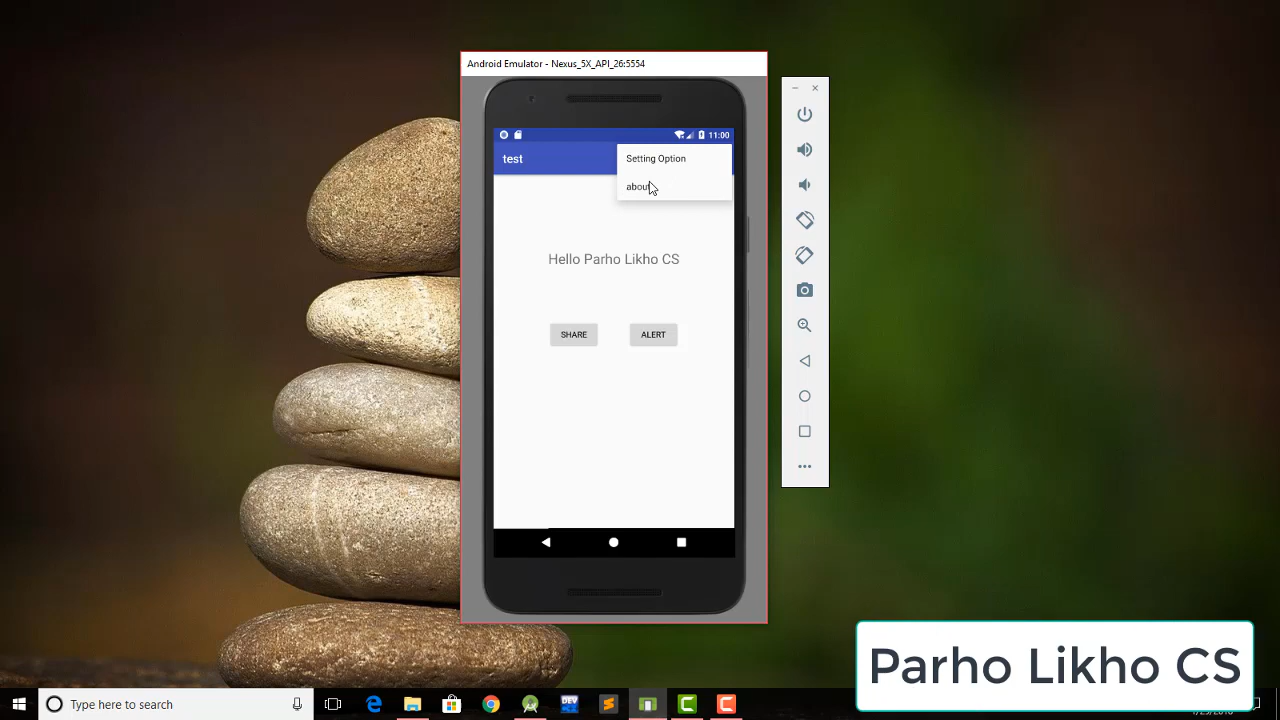 Android Emulator - Nexus_5X_API_26:5554
11:00
test
Setting Option
about
Hello Parho Likho CS
SHARE
ALERT
Parho Likho CS
Type here to search
DEV